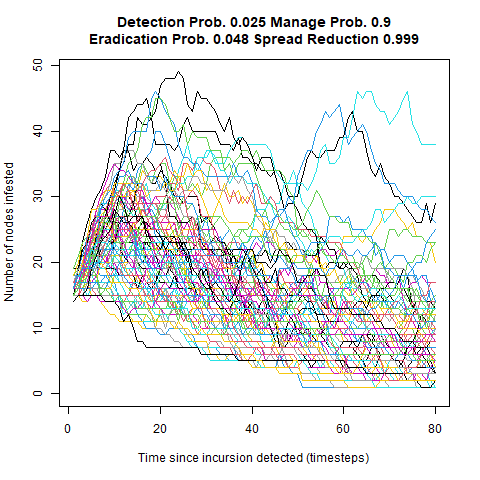 Detection Prob. 0.025 Manage Prob. 0.9
Eradication Prob. 0.048 Spread Reduction 0.999
50
40
30
20
10
0
Number of nodes infested
0 20 40 60 80
Time since incursion detected (timesteps)